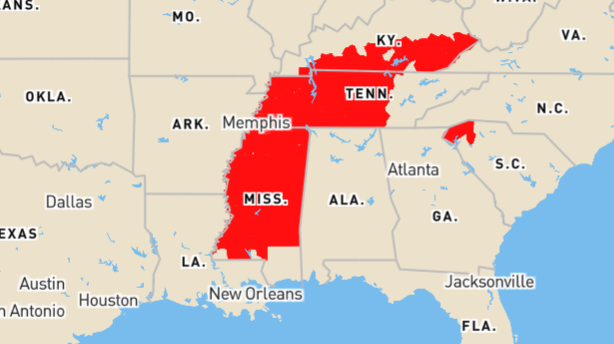 ANS.
MO.
KY.
VA.
OKLA.
TENN.
N.C.
ARK.
Memphis
Atlanta
S.C.
Dallas
MISS.
ALA.
GA.
EXAS
LA.
Austin
Houston
New Orleans
Jacksonville
n Antonio
FLA.